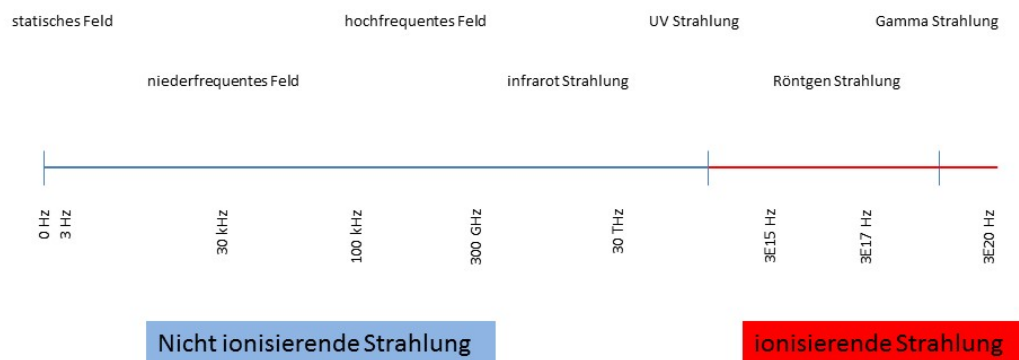 statisches Feld hochfrequentes Feld UV Strahlung Gamma Strahlung
niederfrequentes Feld infrarot Strahlung Röntgen Strahlung
0 Hz 3 Hz 30 kHz 100 kHz 300 GHz 30 THz 3E15 Hz 3E17 Hz 3E20 Hz
Nicht ionisierende Strahlung ionisierende Strahlung